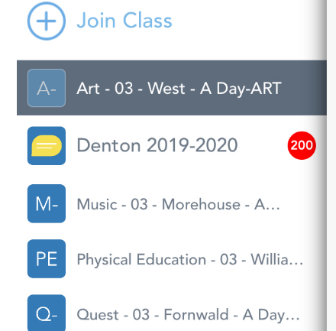 Join Class
A- Art - 03 - West - A Day-ART
Denton 2019-2020 200
M- Music - 03 - Morehouse - A...
PE Physical Education - 03 - Willia...
Q- Quest - 03 - Fornwald - A Day...